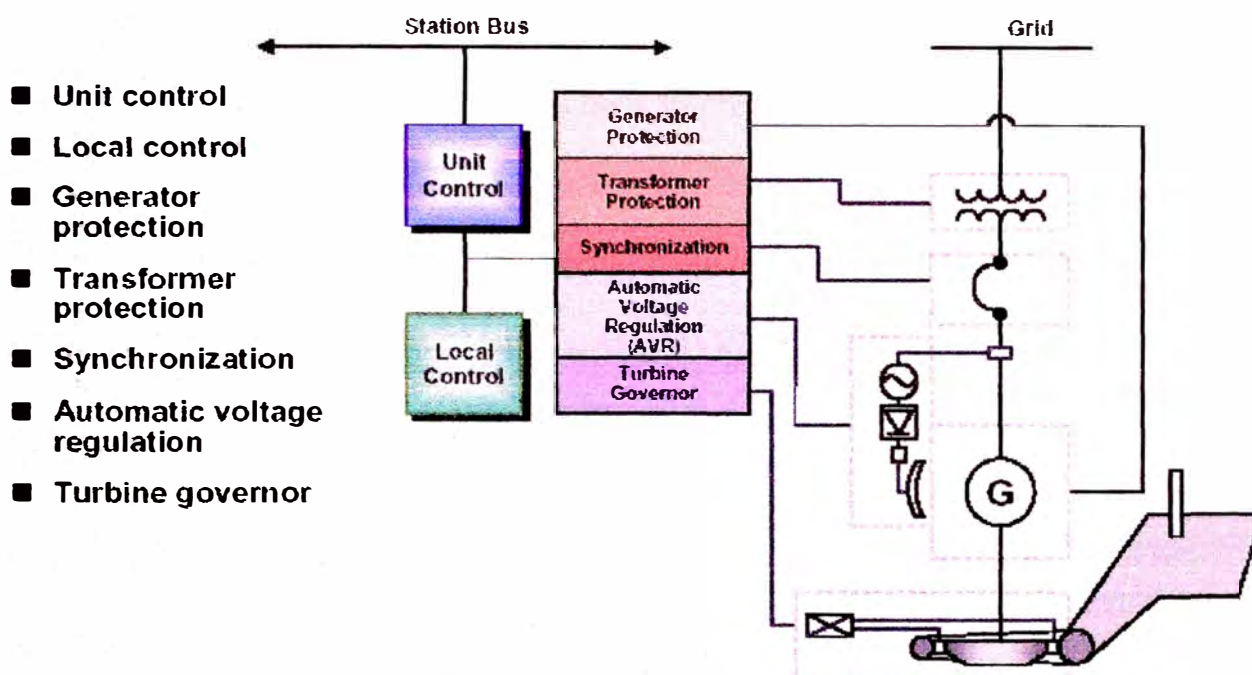 Station Bus
Grid
■ Unit control
■ Local control
■ Generator
protection
■ Transformer
protection
■ Synchronization
■ Automatic voltage
regulation
■ Turbine governor
Unit
Control
Local
Control
Generator
Protection
Transformer
Protection
Synchronization
Automatic
Voltage
Regulation
(AVR)
Turbine
Governor
G